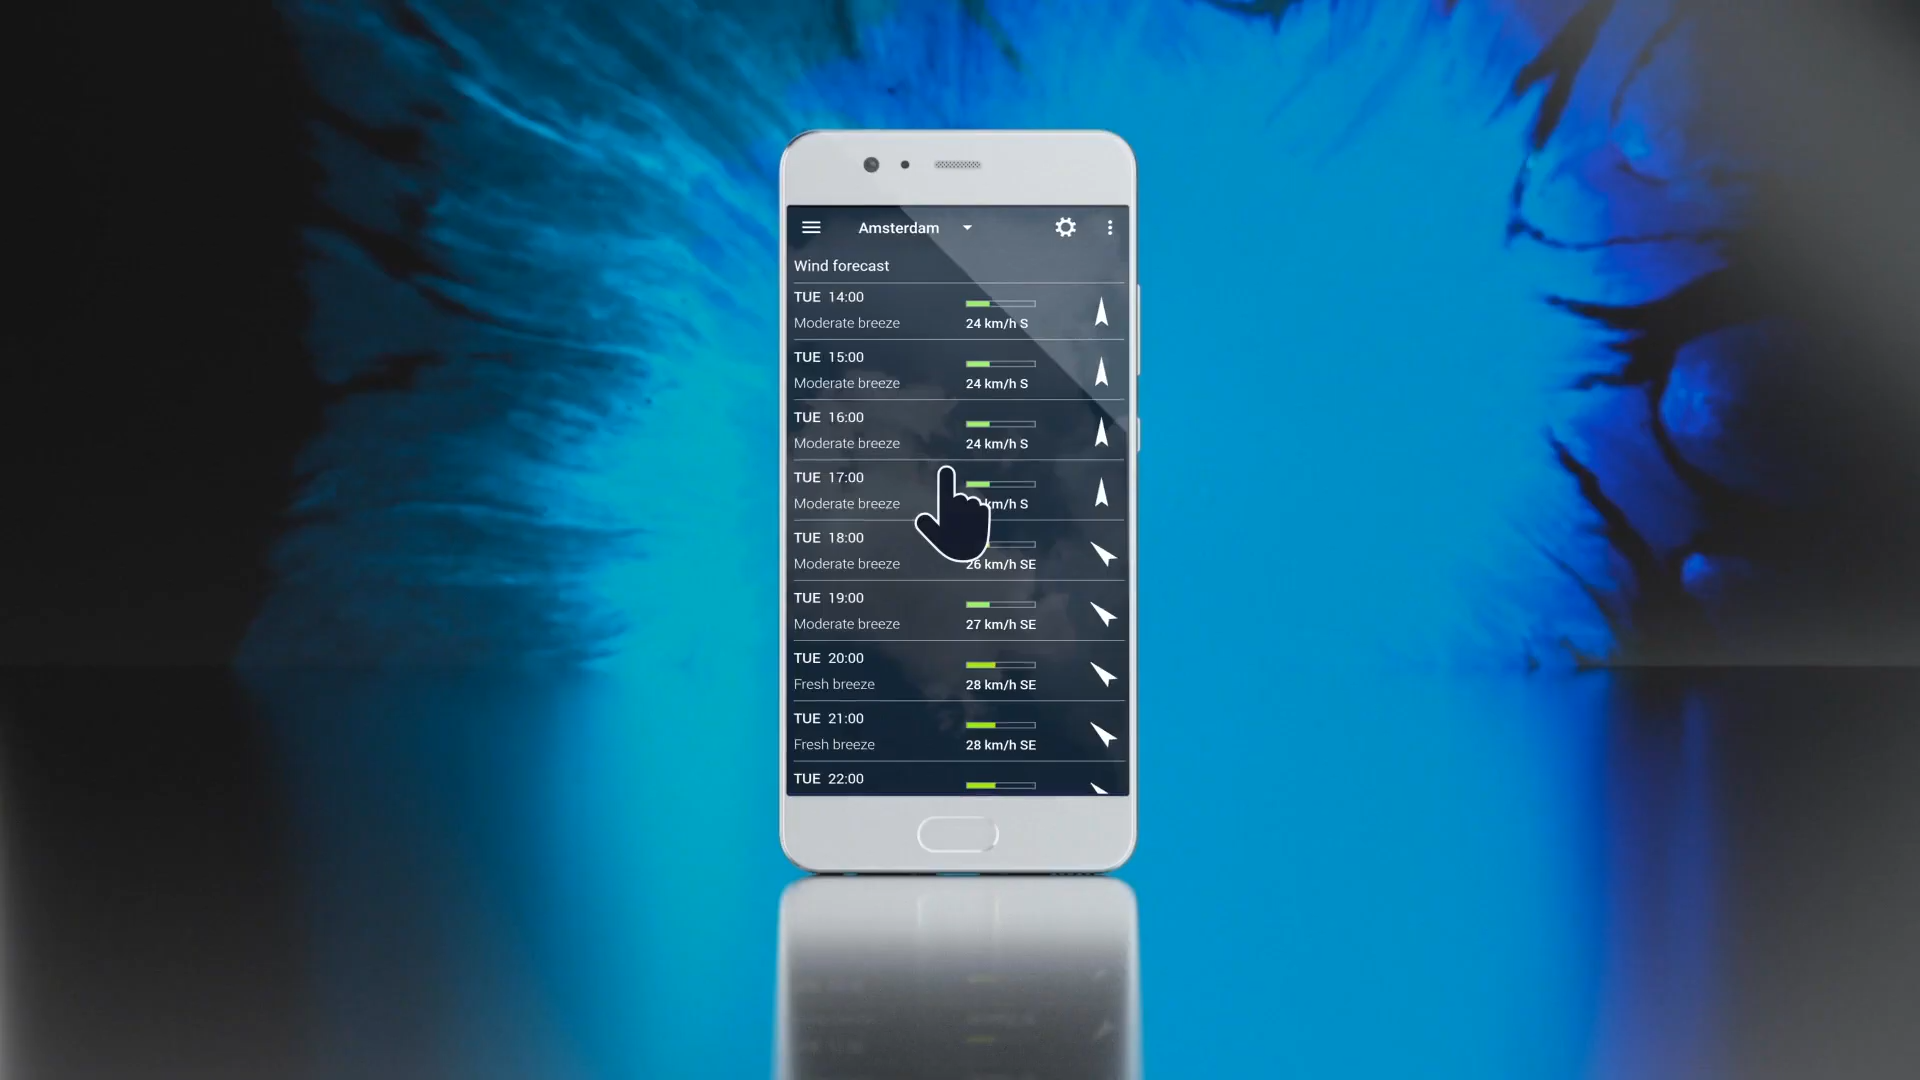 Amsterdam
Wind forecast
TUE 14:00
Moderate breeze
24 km/h S
TUE 15:00
Moderate breeze
24 km/h S
TUE 16:00
Moderate breeze
24 km/h S
TUE 17:00
Moderate breeze
km/h S
TUE 18:00
Moderate breeze
26 km/h SE
TUE 19:00
Moderate breeze
27 km/h SE
TUE 20:00
Fresh breeze
28 km/h SE
TUE 21:00
Fresh breeze
28 km/h SE
TUE 22:00